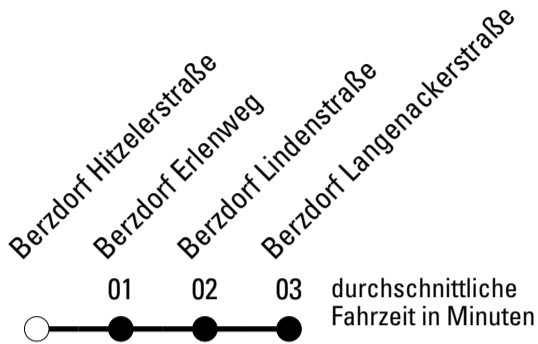 Berzdorf Hitzelerstraße
Berzdorf Erlenweg
Berzdorf Lindenstraße
Berzdorf Langenackerstraße
01 02 03
durchschnittliche
Fahrzeit in Minuten